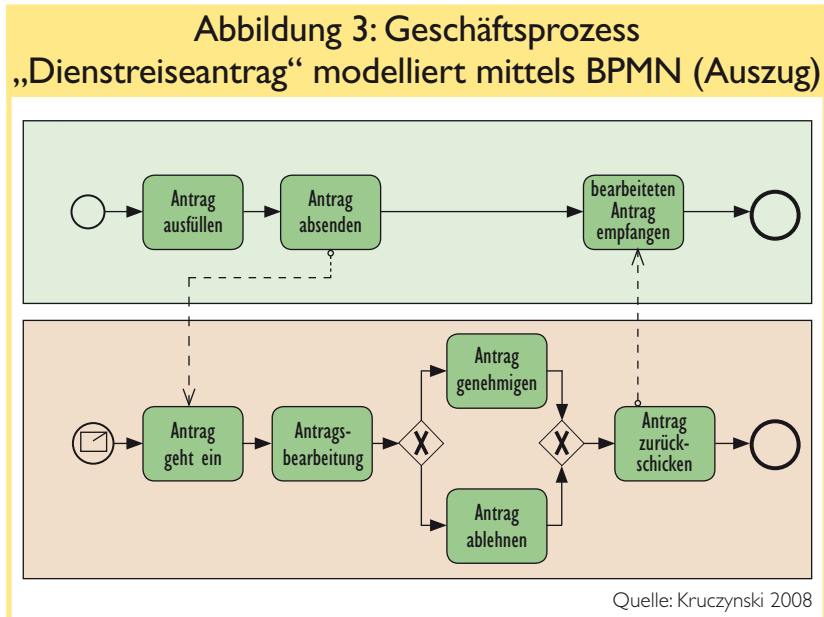 Abbildung 3: Geschäftsprozess
„Dienstreiseantrag“ modelliert mittels BPMN (Auszug)
Antrag
ausfüllen
Antrag
absenden
bearbeiteten
Antrag
empfangen
Antrag
geht ein
Antrags-
bearbeitung
X
Antrag
genehmigen
Antrag
ablehnen
X
Antrag
zurück-
schicken
Quelle: Kruczynski 2008